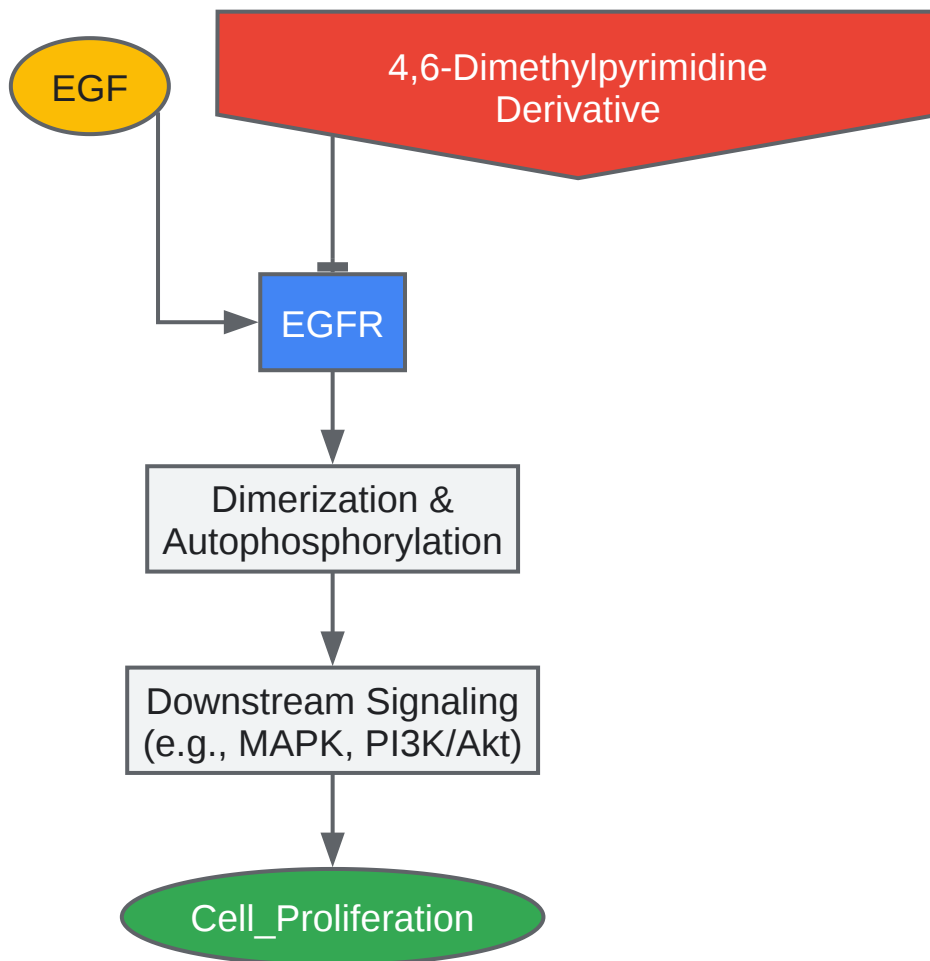 EGF
4,6-Dimethylpyrimidine
Derivative
EGFR
Dimerization &
Autophosphorylation
Downstream Signaling
(e.g., MAPK, PI3K/Akt)
Cell_Proliferation